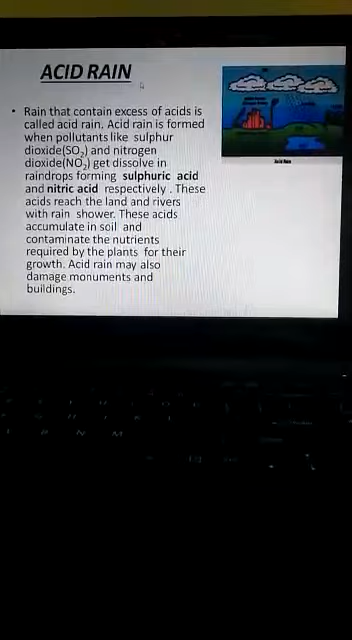 ACID RAIN
• Rain that contain excess of acids is
called acid rain. Acid rain is formed
when pollutants like sulphur
dioxide(SO₂) and nitrogen
dioxide(NO₂) get dissolve in
raindrops forming sulphuric acid
and nitric acid respectively . These
acids reach the land and rivers
with rain shower. These acids
accumulate in soil and
contaminate the nutrients
required by the plants for their
growth. Acid rain may also
damage monuments and
buildings.
Acid Rain